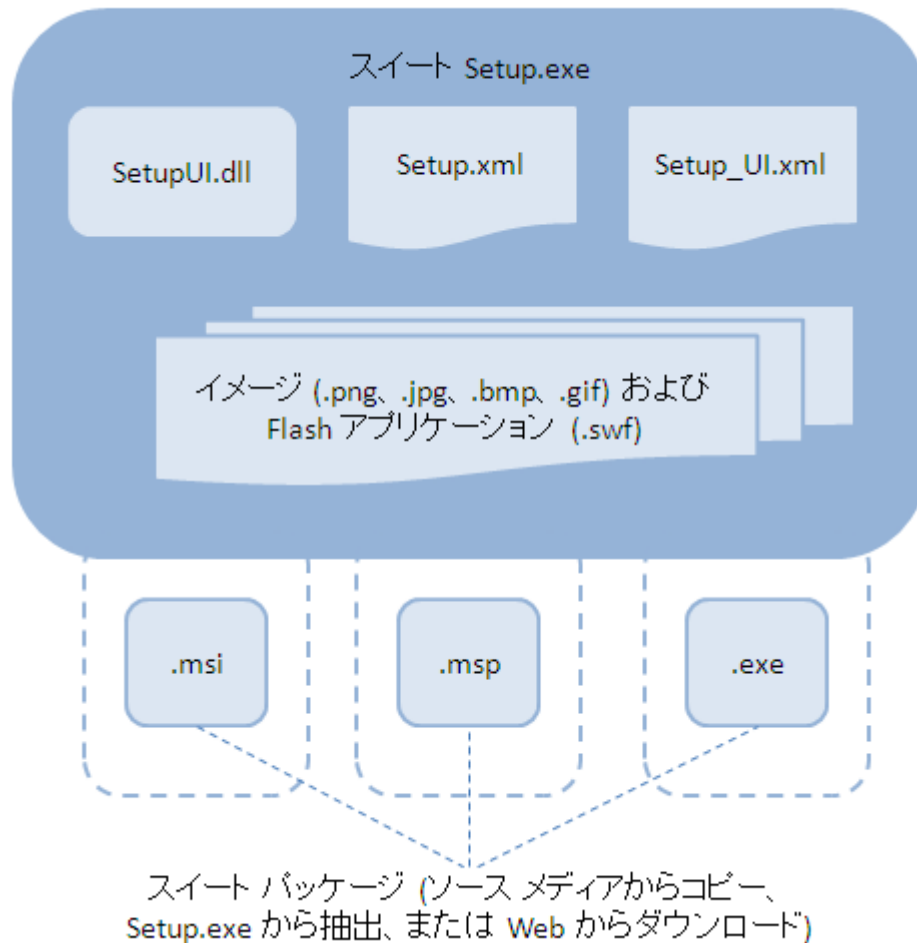 スイート Setup.exe
SetupUI.dll
Setup.xml
Setup_UI.xml
イメージ (.png、.jpg、.bmp、.gif) および
Flash アプリケーション (.swf)
.msi
.msp
.exe
スイート パッケージ (ソース メディアからコピー、
Setup.exe から抽出、または Web からダウンロード)